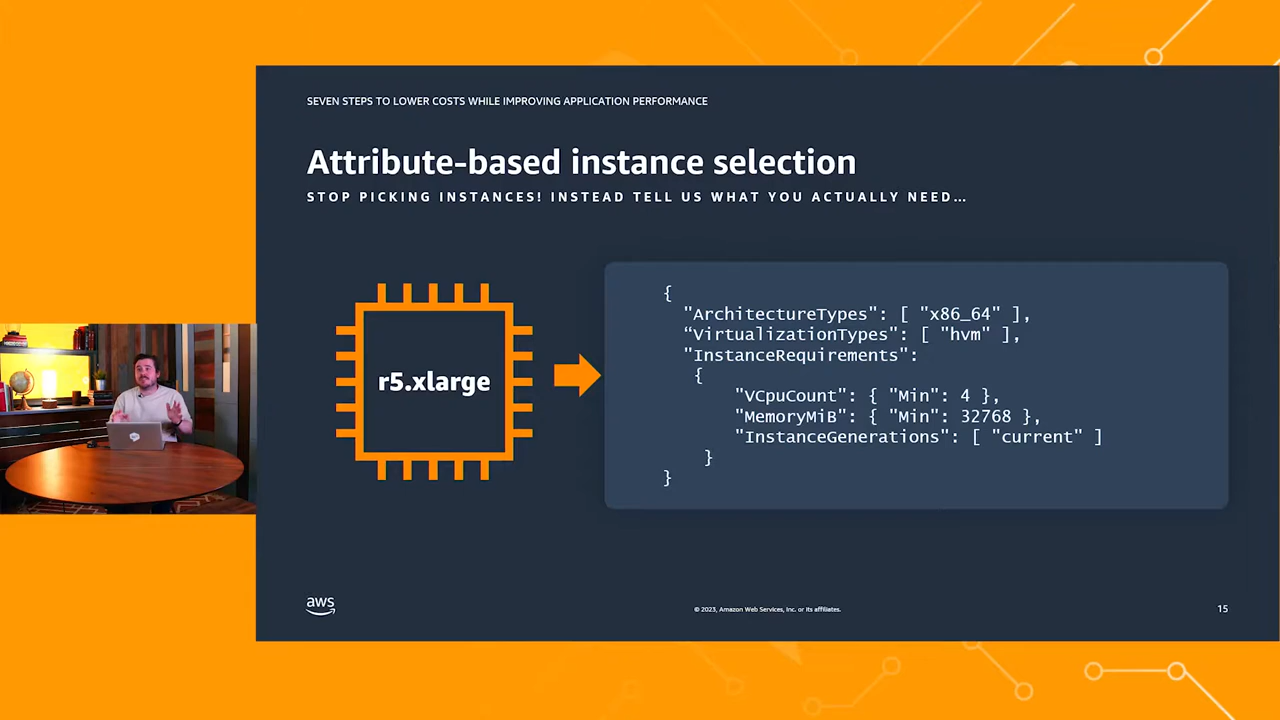 SEVEN STEPS TO LOWER COSTS WHILE IMPROVING APPLICATION PERFORMANCE
Attribute-based instance selection
STOP PICKING INSTANCES! INSTEAD TELL US WHAT YOU ACTUALLY NEED…
r5.xlarge
{
"ArchitectureTypes": [ "x86_64" ],
“VirtualizationTypes": [ "hvm" ],
"InstanceRequirements":
{
"VCpuCount": { "Min": 4 },
"MemoryMiB": { "Min": 32768 },
"InstanceGenerations": [ "current" ]
}
}
aws
© 2023, Amazon Web Services, Inc. or its affiliates.
15